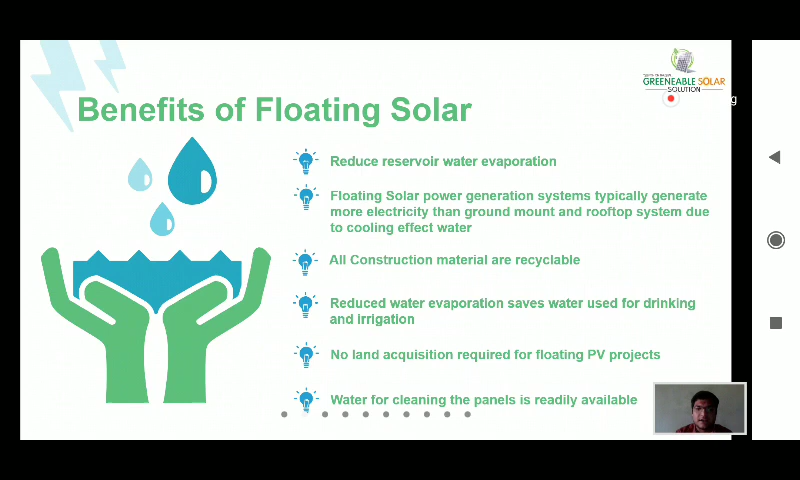 GREENEABLE SOLAR
SOLUTION
g
Benefits of Floating Solar
Reduce reservoir water evaporation
Floating Solar power generation systems typically generate
more electricity than ground mount and rooftop system due
to cooling effect water
All Construction material are recyclable
Reduced water evaporation saves water used for drinking
and irrigation
No land acquisition required for floating PV projects
Water for cleaning the panels is readily available